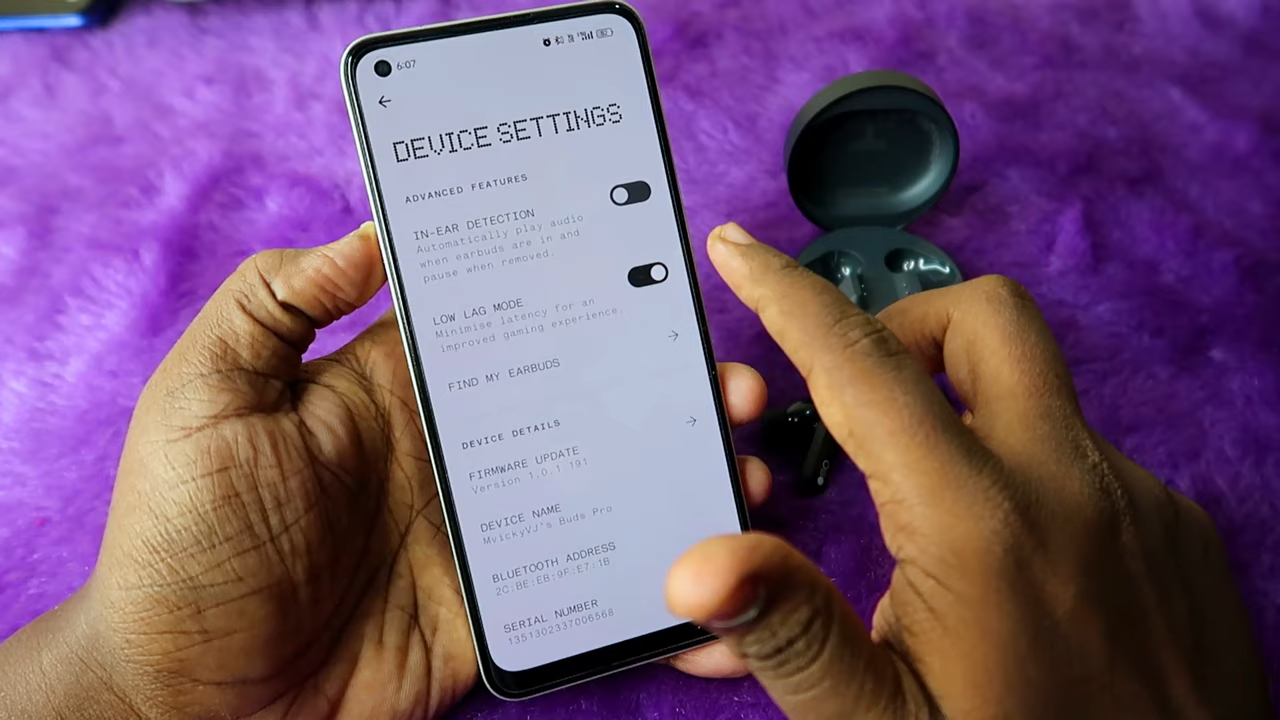 6:07
DEVICE SETTINGS
ADVANCED FEATURES
IN-EAR DETECTION
Automatically play audio
when earbuds are in and
pause when removed.
LOW LAG MODE
Minimise latency for an
improved gaming experience.
FIND MY EARBUDS
DEVICE DETAILS
FIRMWARE UPDATE
Version 1.0.1.191
DEVICE NAME
MvickyVJ's Buds Pro
BLUETOOTH ADDRESS
2C:BE:EB:9F:E7:1B
SERIAL NUMBER
1351302337006568